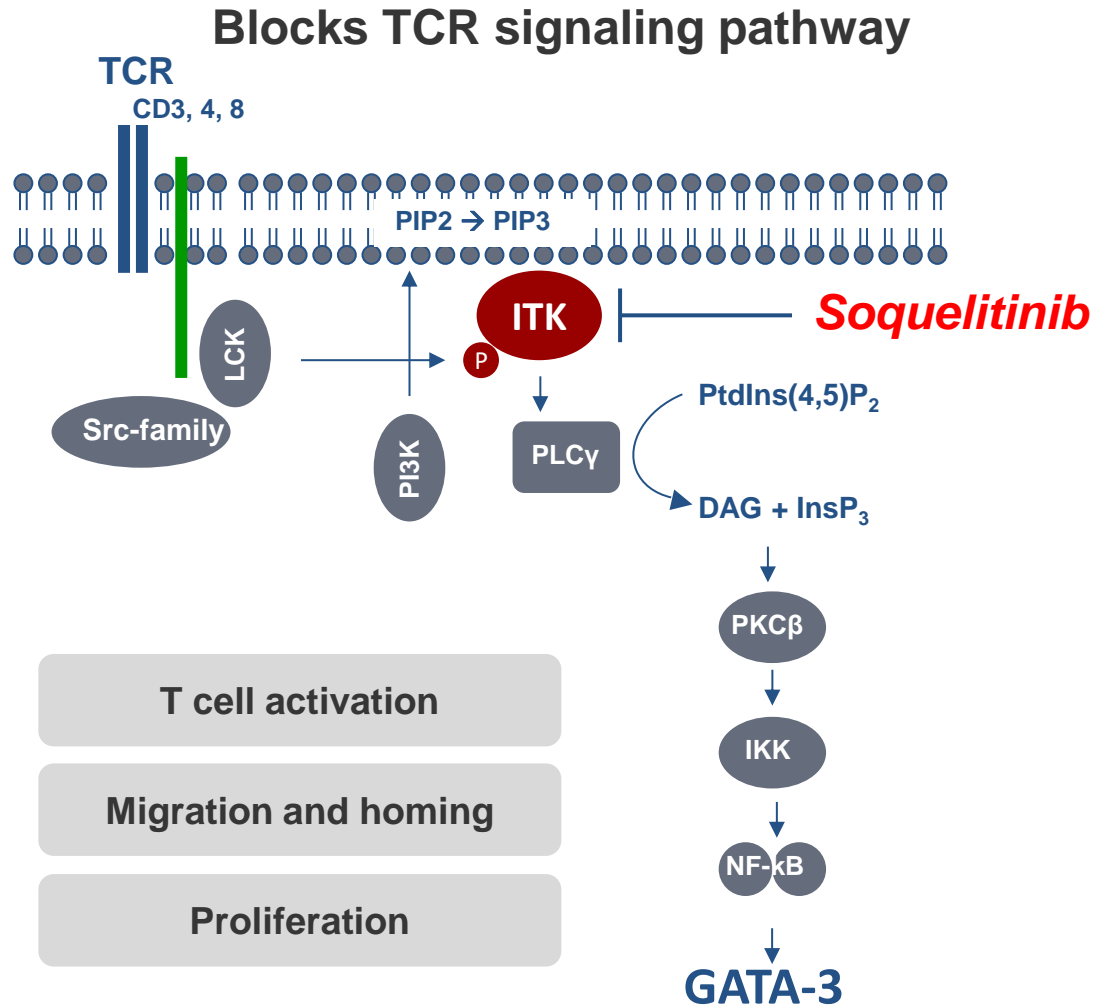 Blocks TCR signaling pathway
TCR
CD3, 4, 8
PIP2 → PIP3
ITK
Soquelitinib
P
LCK
Src-family
PI3K
PLCγ
PtdIns(4,5)P₂
DAG + InsP₃
PKCβ
IKK
NF-κB
GATA-3
T cell activation
Migration and homing
Proliferation